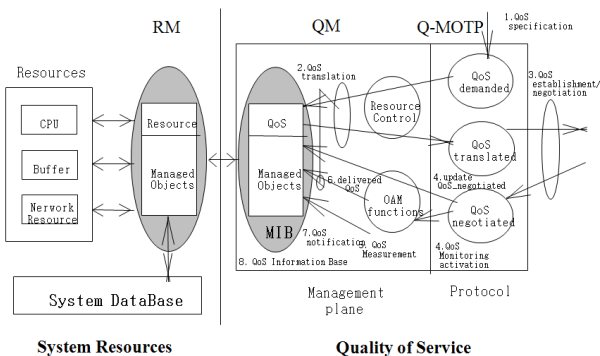 RM
QM
Q-MOTP
1.QoS
specification
Resources
2.QoS
translation
QoS
demanded
3.QoS
establishment/
negotiation
CPU
Resource
QoS
Resource
Control
Buffer
Managed
Objects
Managed
Objects
QoS
translated
6.delivered
QoS
4.update
QoS_negotiated
Network
Resource
OAM
functions
QoS
negotiated
MIB
7.QoS
notification
5. QoS
Measurement
4.QoS
Monitoring
activation
8. QoS Information Base
System DataBase
Management
plane
Protocol
System Resources
Quality of Service